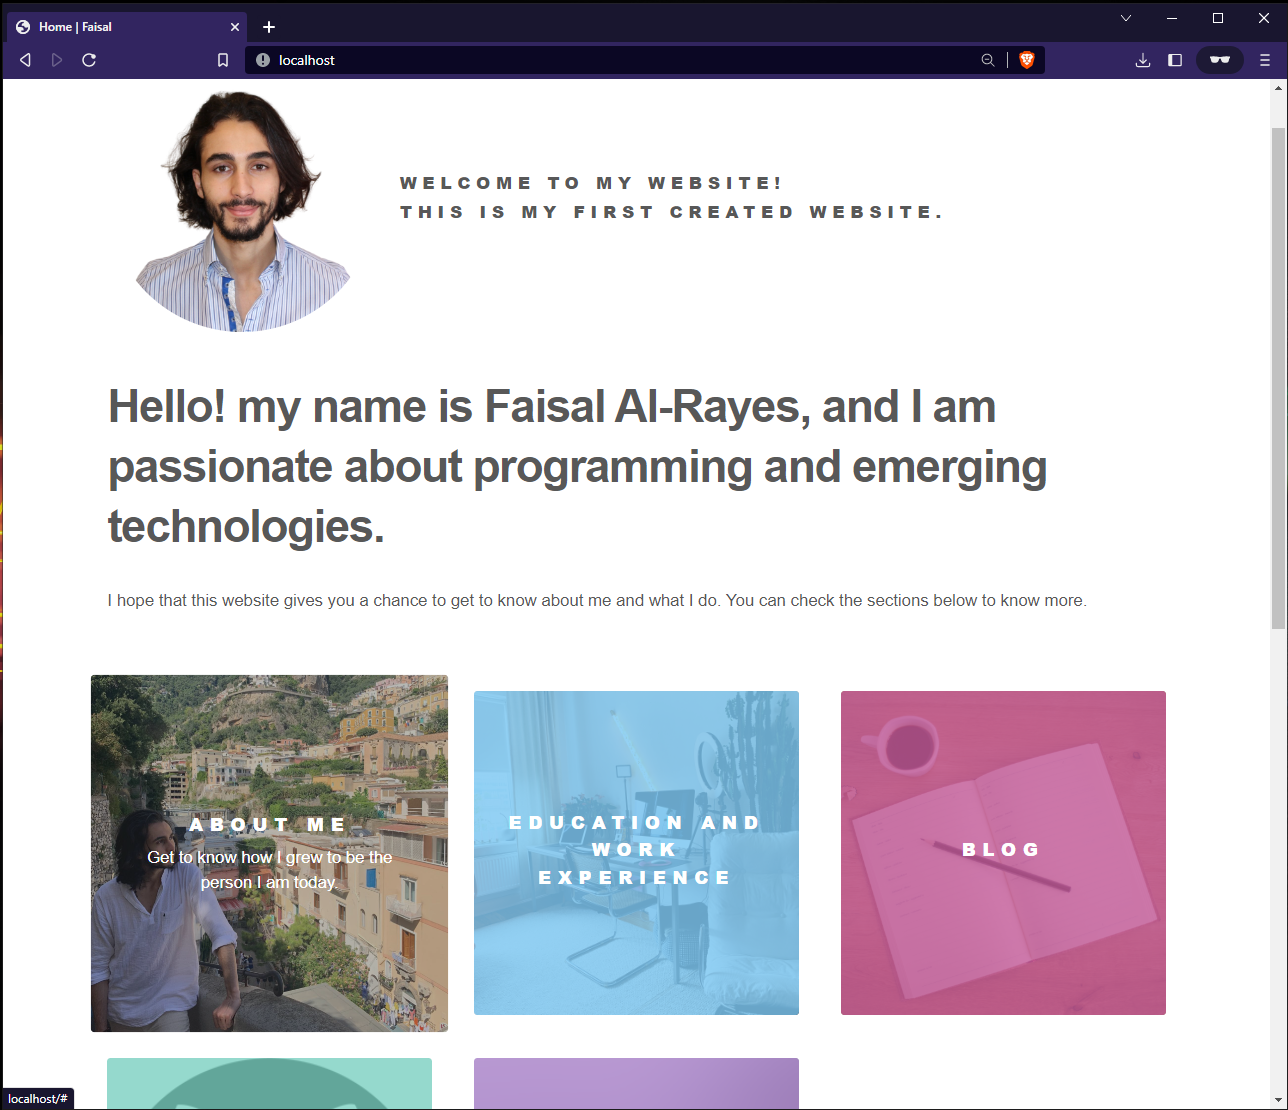 Home | Faisal
localhost
WELCOME TO MY WEBSITE!
THIS IS MY FIRST CREATED WEBSITE.
Hello! my name is Faisal Al-Rayes, and I am
passionate about programming and emerging
technologies.
I hope that this website gives you a chance to get to know about me and what I do. You can check the sections below to know more.
ABOUT ME
Get to know how I grew to be the
person I am today.
EDUCATION AND
WORK
EXPERIENCE
BLOG
localhost/#